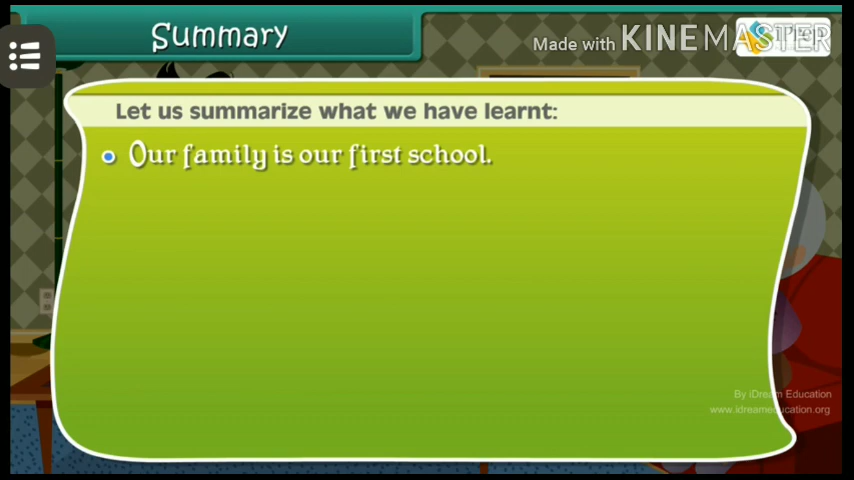 Summary
Made with KINEMASTER
iPrep
Let us summarize what we have learnt:
Our family is our first school.
By iDream Education
www.idreameducation.org